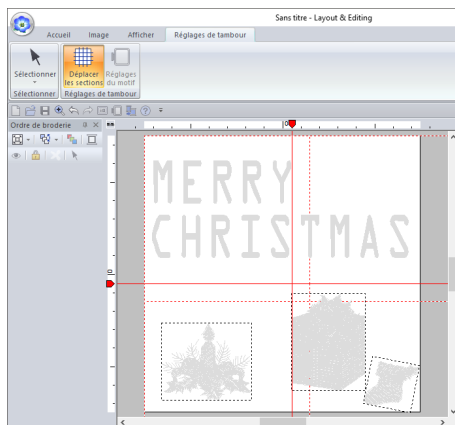 Sans titre - Layout & Editing
Accueil Image Afficher Réglages de tambour
Sélectionner
Déplacer les sections
Réglages du motif
Sélectionner Réglages de tambour
Ordre de broderie
MERRY
CHRISTMAS